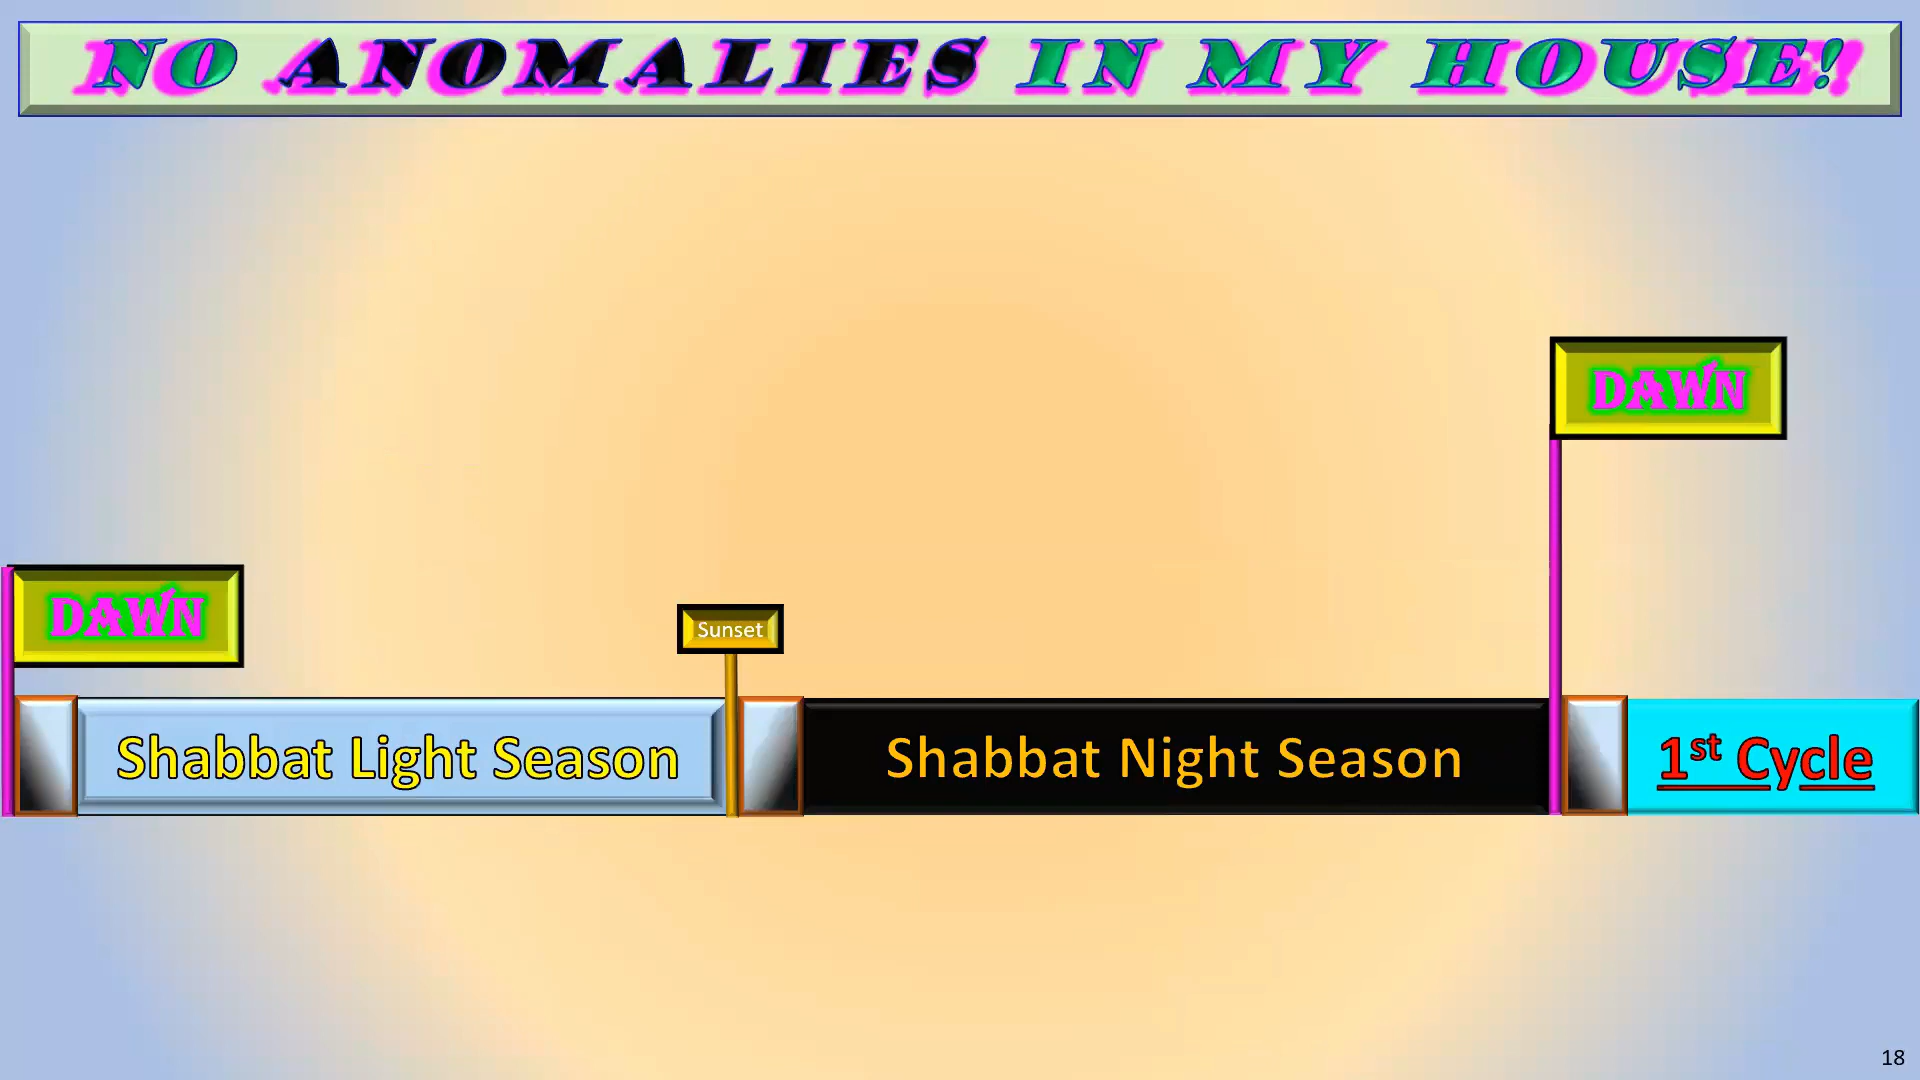 NO ANOMALIES IN MY HOUSE!
DAWN
DAWN
Sunset
Shabbat Light Season
Shabbat Night Season
1st Cycle
18